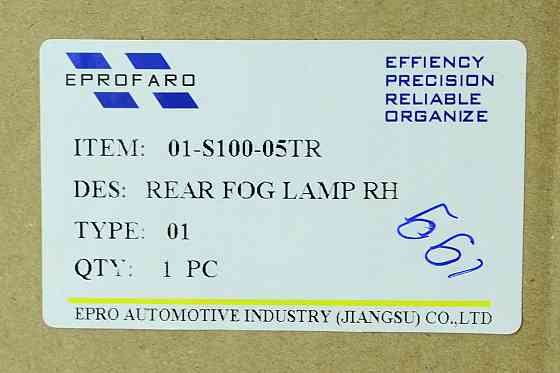 EPROFARO
EFFIENCY
PRECISION
RELIABLE
ORGANIZE
ITEM: 01-S100-05TR
DES: REAR FOG LAMP RH
TYPE: 01
QTY: 1 PC
EPRO AUTOMOTIVE INDUSTRY (JIANGSU) CO.,LTD